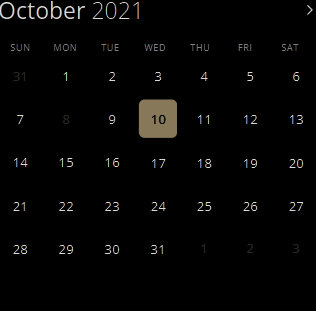 October 2021 >
SUN MON TUE WED THU FRI SAT
31 1 2 3 4 5 6
7 8 9 10 11 12 13
14 15 16 17 18 19 20
21 22 23 24 25 26 27
28 29 30 31 1 2 3